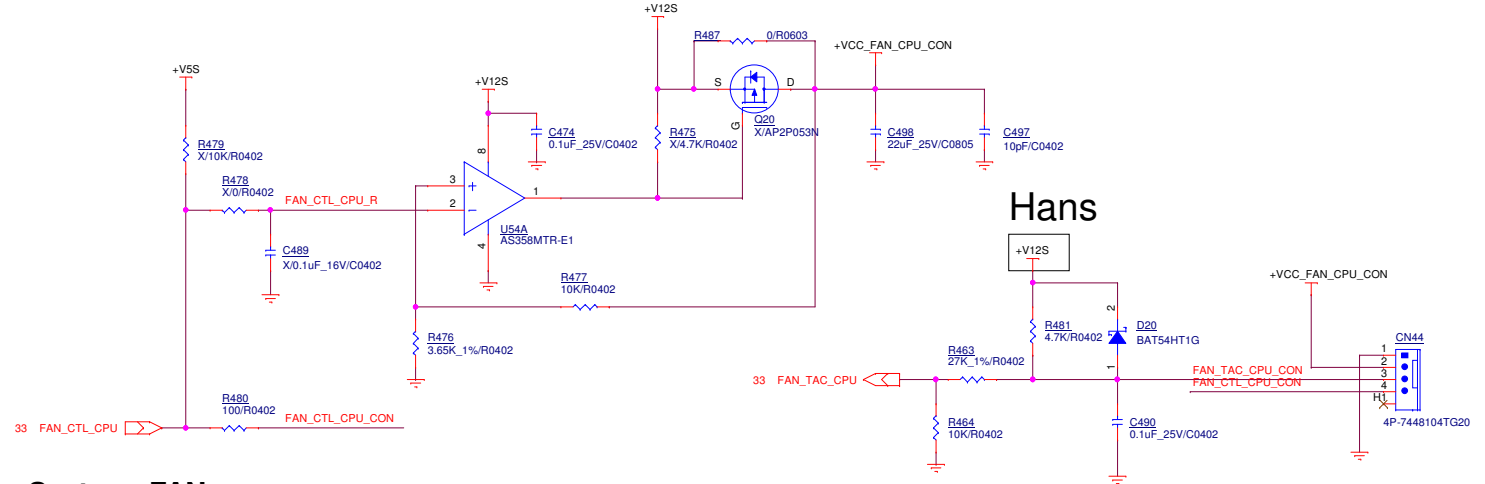 +V12S
R487
0/R0603
+VCC_FAN_CPU_CON
+V5S
+V12S
S
D
G
Q20
X/AP2P053N
R479
X/10K/R0402
C474
0.1uF_25V/C0402
R475
X/4.7K/R0402
C498
22uF_25V/C0805
C497
10pF/C0402
8
R478
X/0/R0402
FAN_CTL_CPU_R
3
2
1
+
-
4
U54A
AS358MTR-E1
C489
X/0.1uF_16V/C0402
Hans
+V12S
R477
10K/R0402
+VCC_FAN_CPU_CON
R476
3.65K_1%/R0402
R481
4.7K/R0402
2
D20
BAT54HT1G
1
CN44
R463
27K_1%/R0402
33 FAN_TAC_CPU
FAN_TAC_CPU_CON
FAN_CTL_CPU_CON
1
2
3
4
H1
4P-7448104TG20
R480
100/R0402
FAN_CTL_CPU_CON
33 FAN_CTL_CPU
R464
10K/R0402
C490
0.1uF_25V/C0402